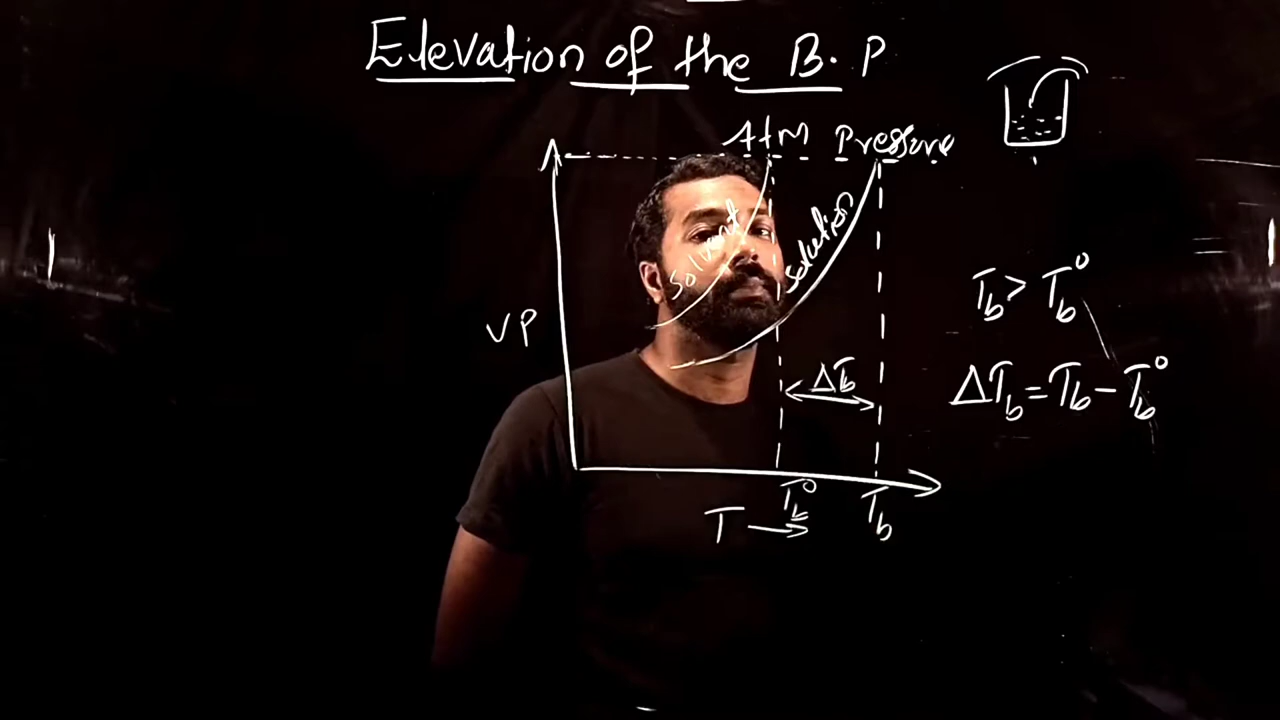 Elevation of the B.P
Atm Pressure
Solvent
Solution
VP
ΔTb
Tb°
Tb
T →
Tb > Tb°
ΔTb = Tb − Tb°